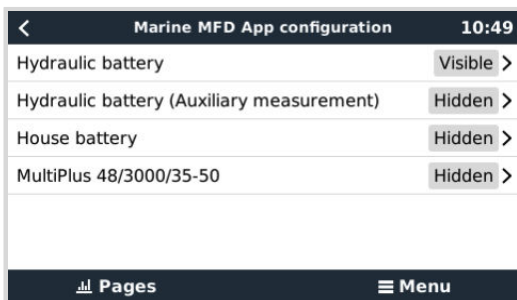 Marine MFD App configuration 10:49
Hydraulic battery Visible
Hydraulic battery (Auxiliary measurement) Hidden
House battery Hidden
MultiPlus 48/3000/35-50 Hidden
Pages Menu